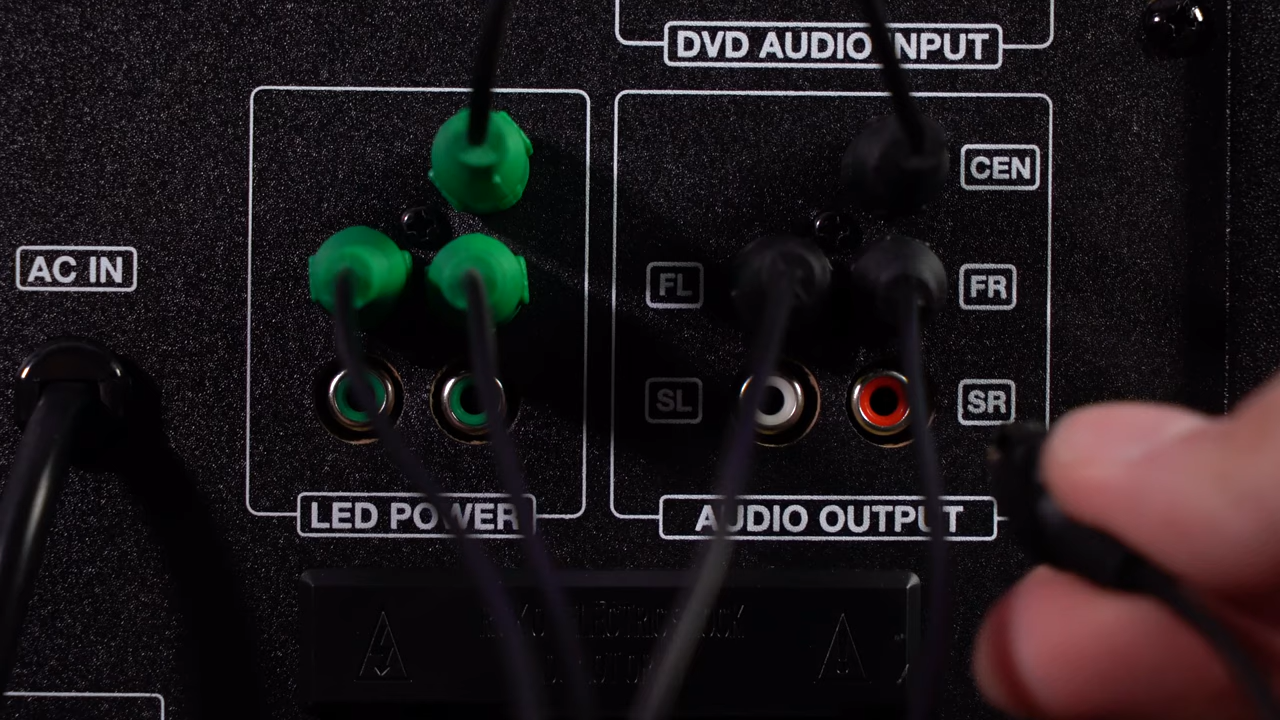 DVD AUDIO INPUT
CEN
AC IN
FL
FR
SL
SR
LED POWER
AUDIO OUTPUT